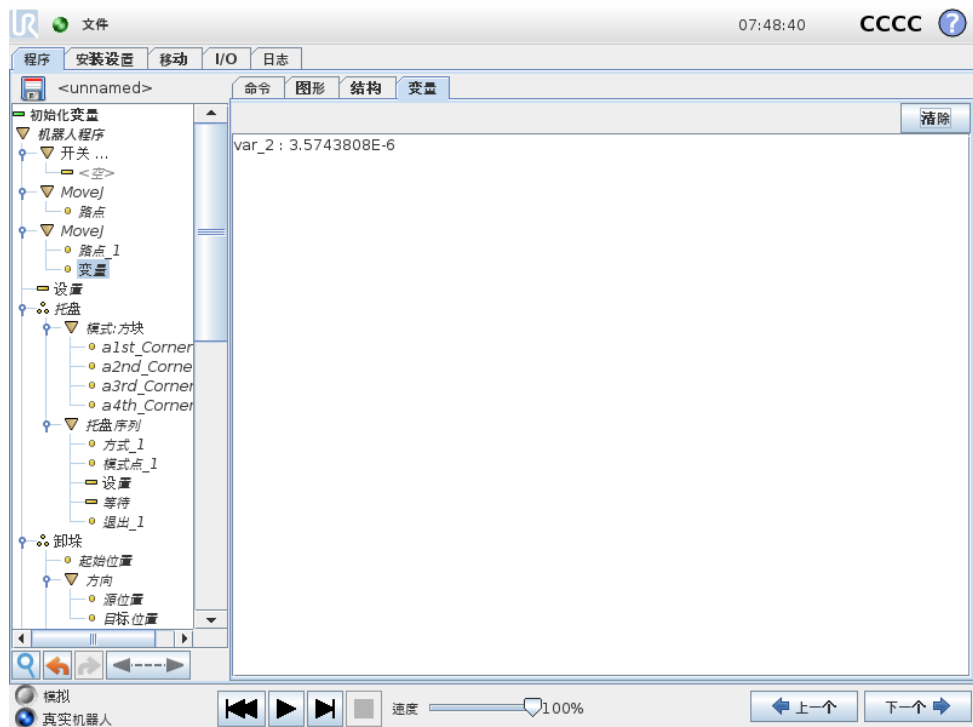 UR 文件 07:48:40 CCCC ?
程序 安装设置 移动 I/O 日志
<unnamed> 命令 图形 结构 变量
清除
初始化变量
机器人程序
开关 ...
<空>
MoveJ
路点
MoveJ
路点_1
变量
设置
托盘
模式:方块
a1st_Corner
a2nd_Corne
a3rd_Corner
a4th_Corner
托盘序列
方式_1
模式点_1
设置
等待
退出_1
卸垛
起始位置
方向
源位置
目标位置
var_2 : 3.5743808E-6
模拟
真实机器人
速度 100%
上一个 下一个